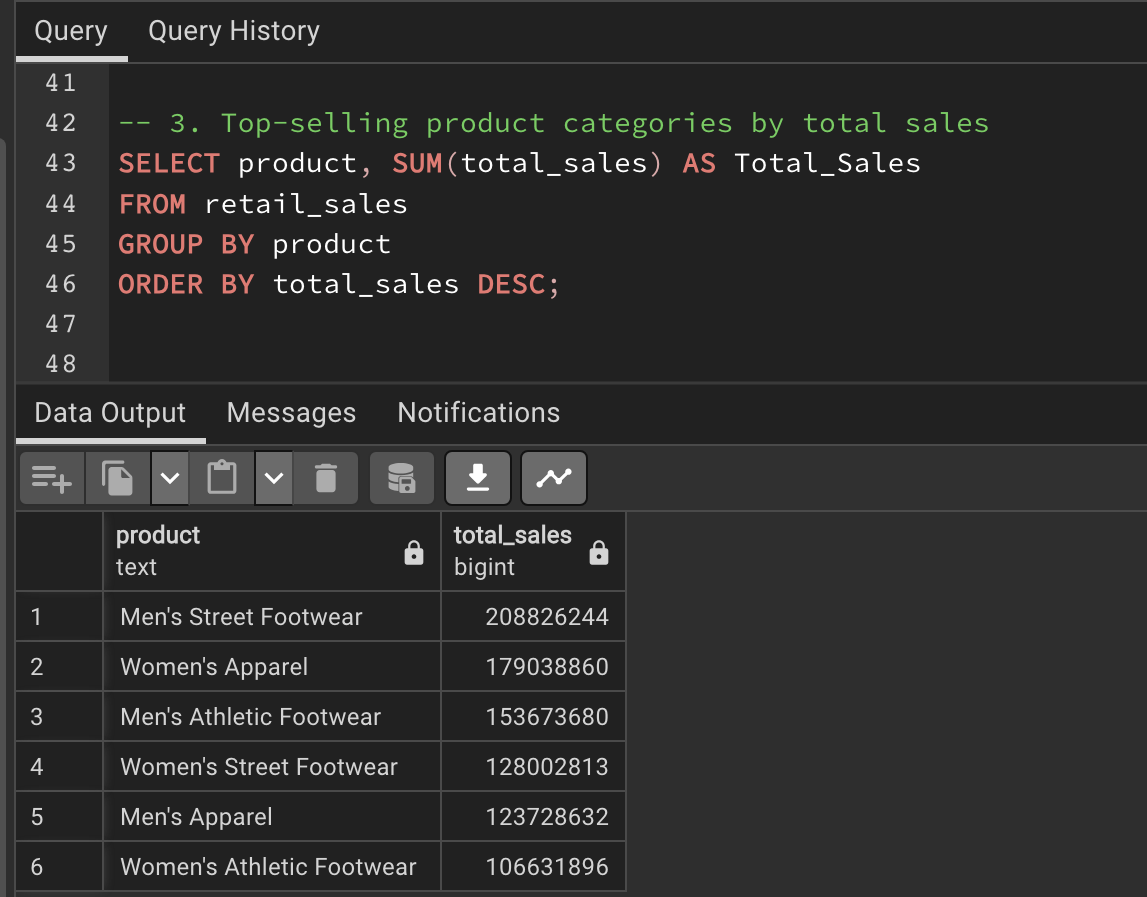 Query Query History
41
42 -- 3. Top-selling product categories by total sales
43 SELECT product, SUM(total_sales) AS Total_Sales
44 FROM retail_sales
45 GROUP BY product
46 ORDER BY total_sales DESC;
47
48
Data Output Messages Notifications
product total_sales
text bigint
1 Men's Street Footwear 208826244
2 Women's Apparel 179038860
3 Men's Athletic Footwear 153673680
4 Women's Street Footwear 128002813
5 Men's Apparel 123728632
6 Women's Athletic Footwear 106631896